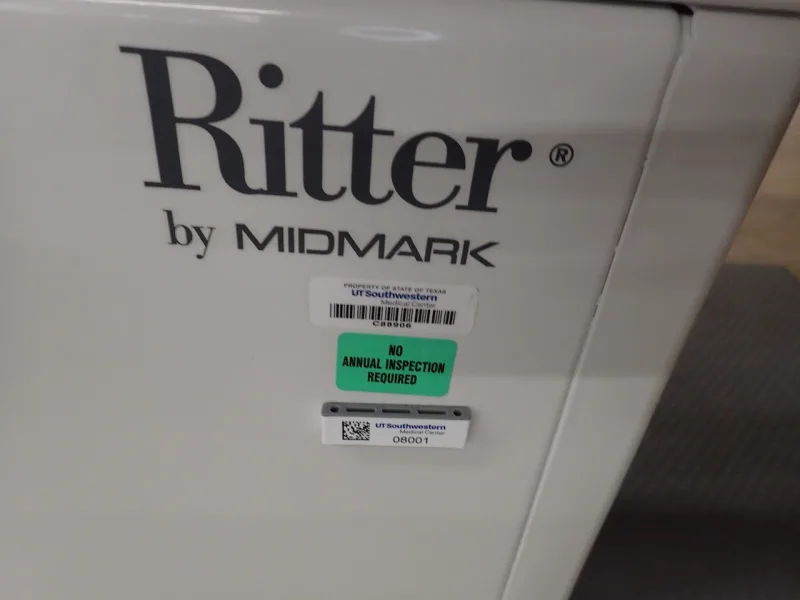 Ritter®
by MIDMARK
PROPERTY OF STATE OF TEXAS
UTSouthwestern
Medical Center
C88906
NO
ANNUAL INSPECTION
REQUIRED
UTSouthwestern
Medical Center
08001